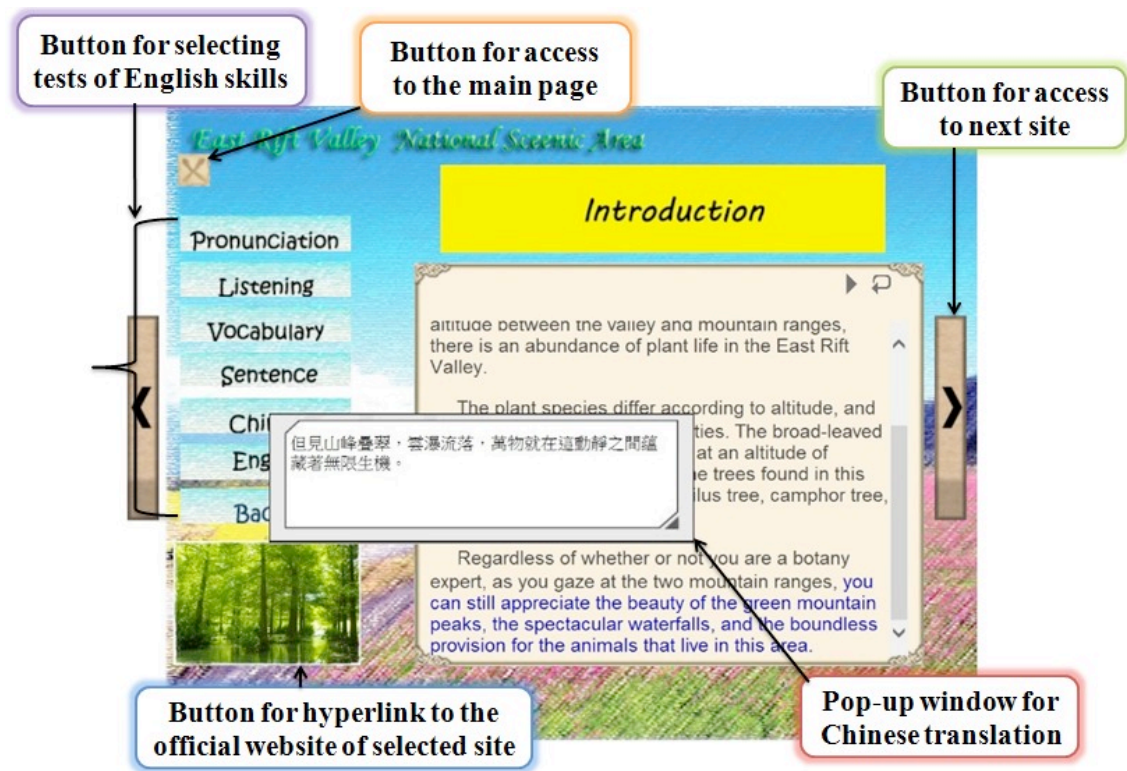 Button for selecting
tests of English skills
Button for access
to the main page
Button for access
to next site
East Rift Valley National Sceenic Area
Introduction
Pronunciation
Listening
Vocabulary
Sentence
Chi
Eng
Bac
altitude between the valley and mountain ranges,
there is an abundance of plant life in the East Rift
Valley.
The plant species differ according to altitude, and
ties. The broad-leaved
at an altitude of
e trees found in this
ilus tree, camphor tree,
但見山峰疊翠，雲瀑流落，萬物就在這動靜之間蘊
藏著無限生機。
Regardless of whether or not you are a botany
expert, as you gaze at the two mountain ranges, you
can still appreciate the beauty of the green mountain
peaks, the spectacular waterfalls, and the boundless
provision for the animals that live in this area.
Button for hyperlink to the
official website of selected site
Pop-up window for
Chinese translation